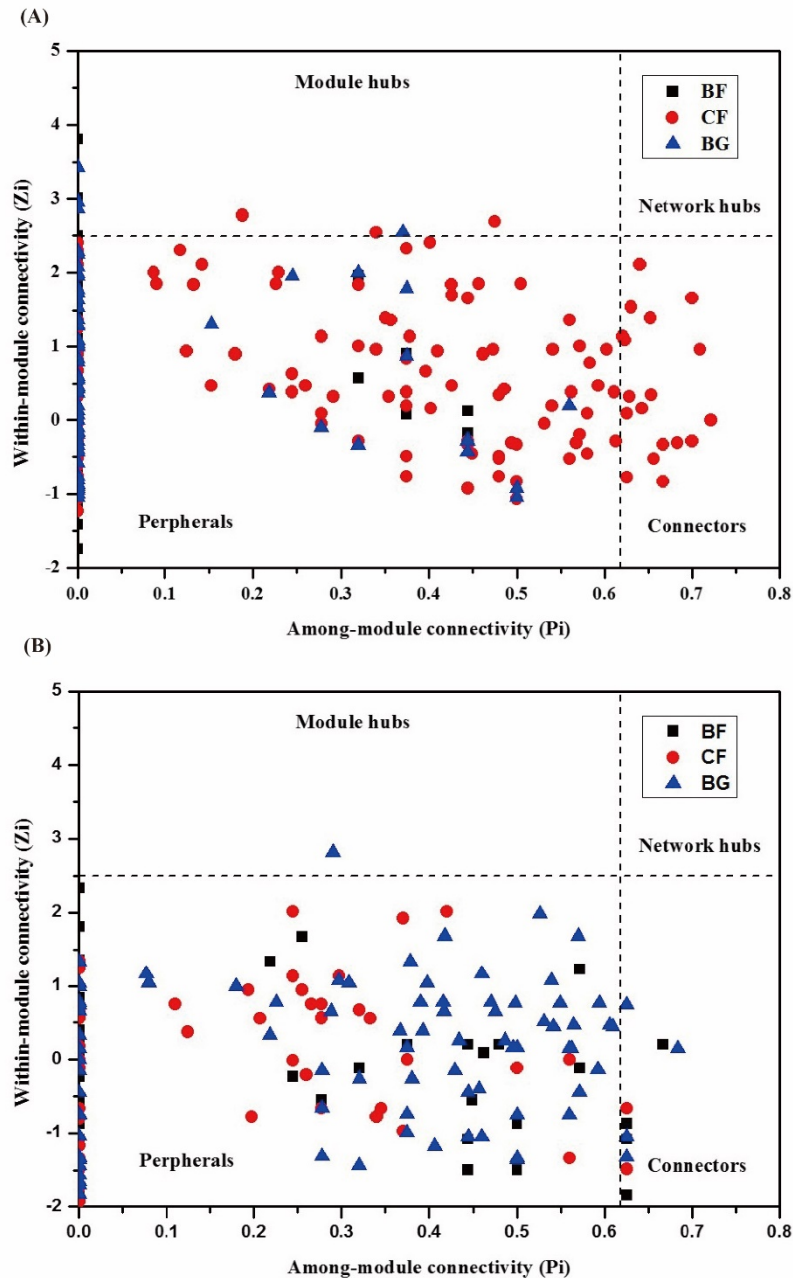 (A)
5
4
3
2
1
0
-1
-2
Within-module connectivity (Zi)
Module hubs
BF
CF
BG
Network hubs
Perpherals
Connectors
0.0 0.1 0.2 0.3 0.4 0.5 0.6 0.7 0.8
Among-module connectivity (Pi)
(B)
5
4
3
2
1
0
-1
-2
Within-module connectivity (Zi)
Module hubs
BF
CF
BG
Network hubs
Perpherals
Connectors
0.0 0.1 0.2 0.3 0.4 0.5 0.6 0.7 0.8
Among-module connectivity (Pi)